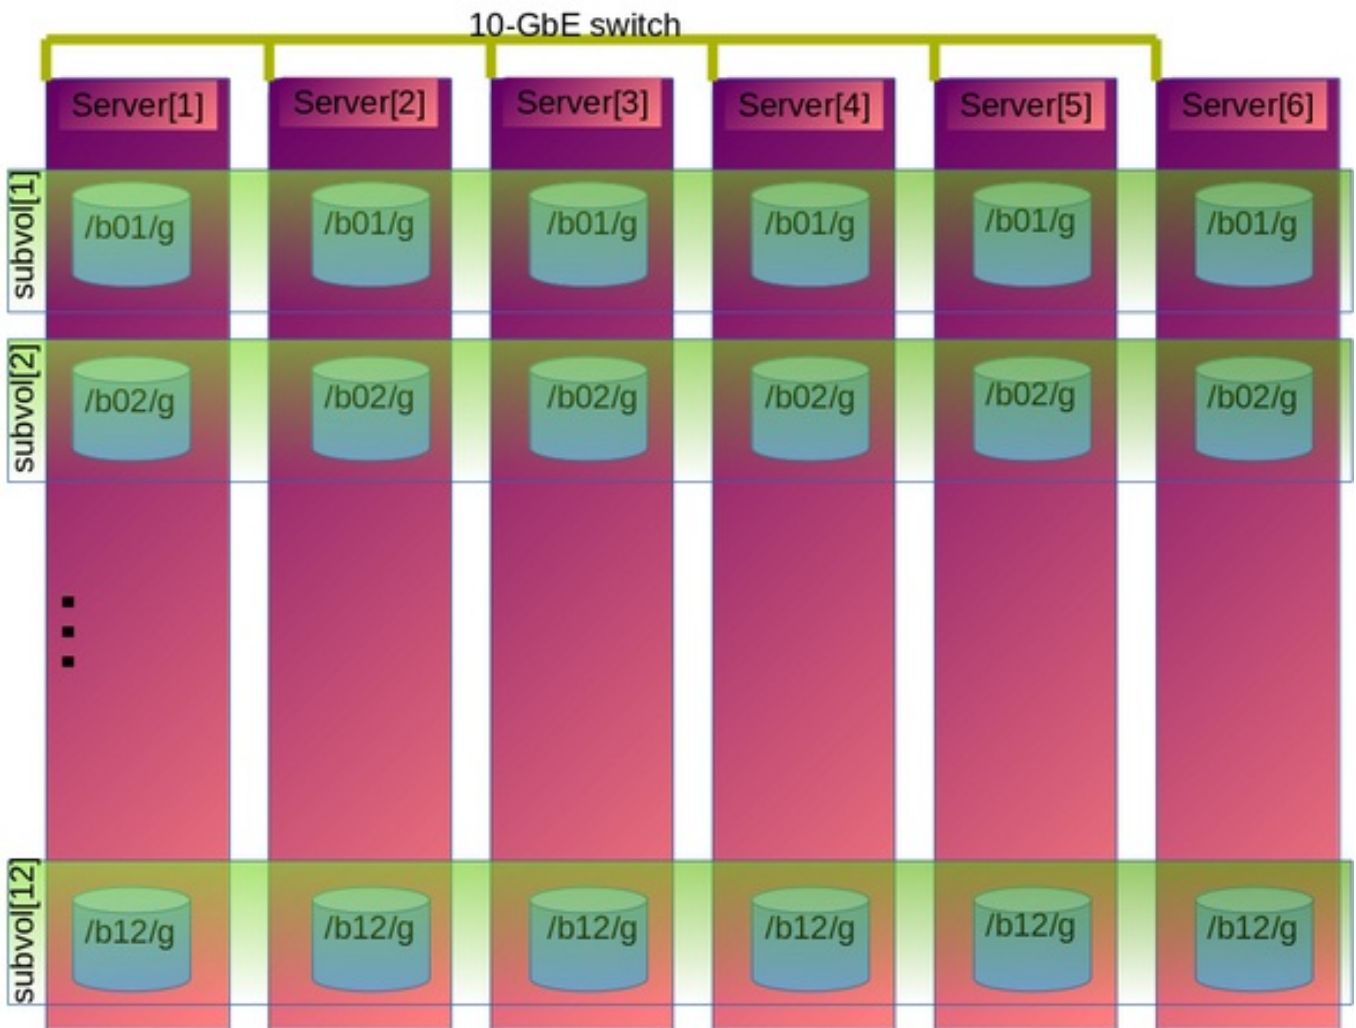 10-GbE switch
Server[1] Server[2] Server[3] Server[4] Server[5] Server[6]
subvol[1]
/b01/g /b01/g /b01/g /b01/g /b01/g /b01/g
subvol[2]
/b02/g /b02/g /b02/g /b02/g /b02/g /b02/g
subvol[12]
/b12/g /b12/g /b12/g /b12/g /b12/g /b12/g